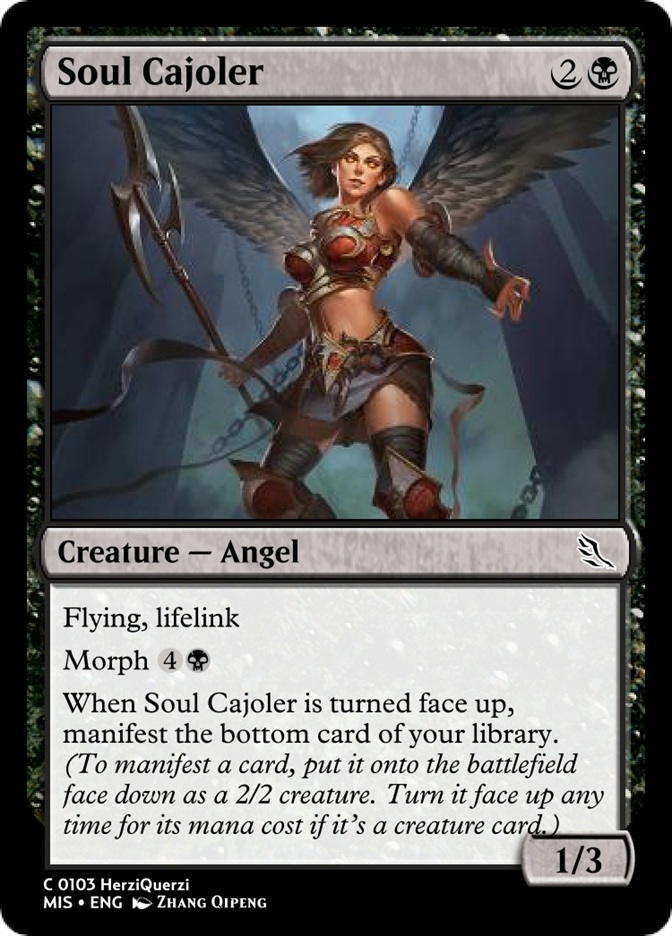 Soul Cajoler 2
Creature — Angel
Flying, lifelink
Morph 4
When Soul Cajoler is turned face up,
manifest the bottom card of your library.
(To manifest a card, put it onto the battlefield
face down as a 2/2 creature. Turn it face up any
time for its mana cost if it's a creature card.)
1/3
C 0103 HerziQuerzi
MIS • ENG Zhang Qipeng